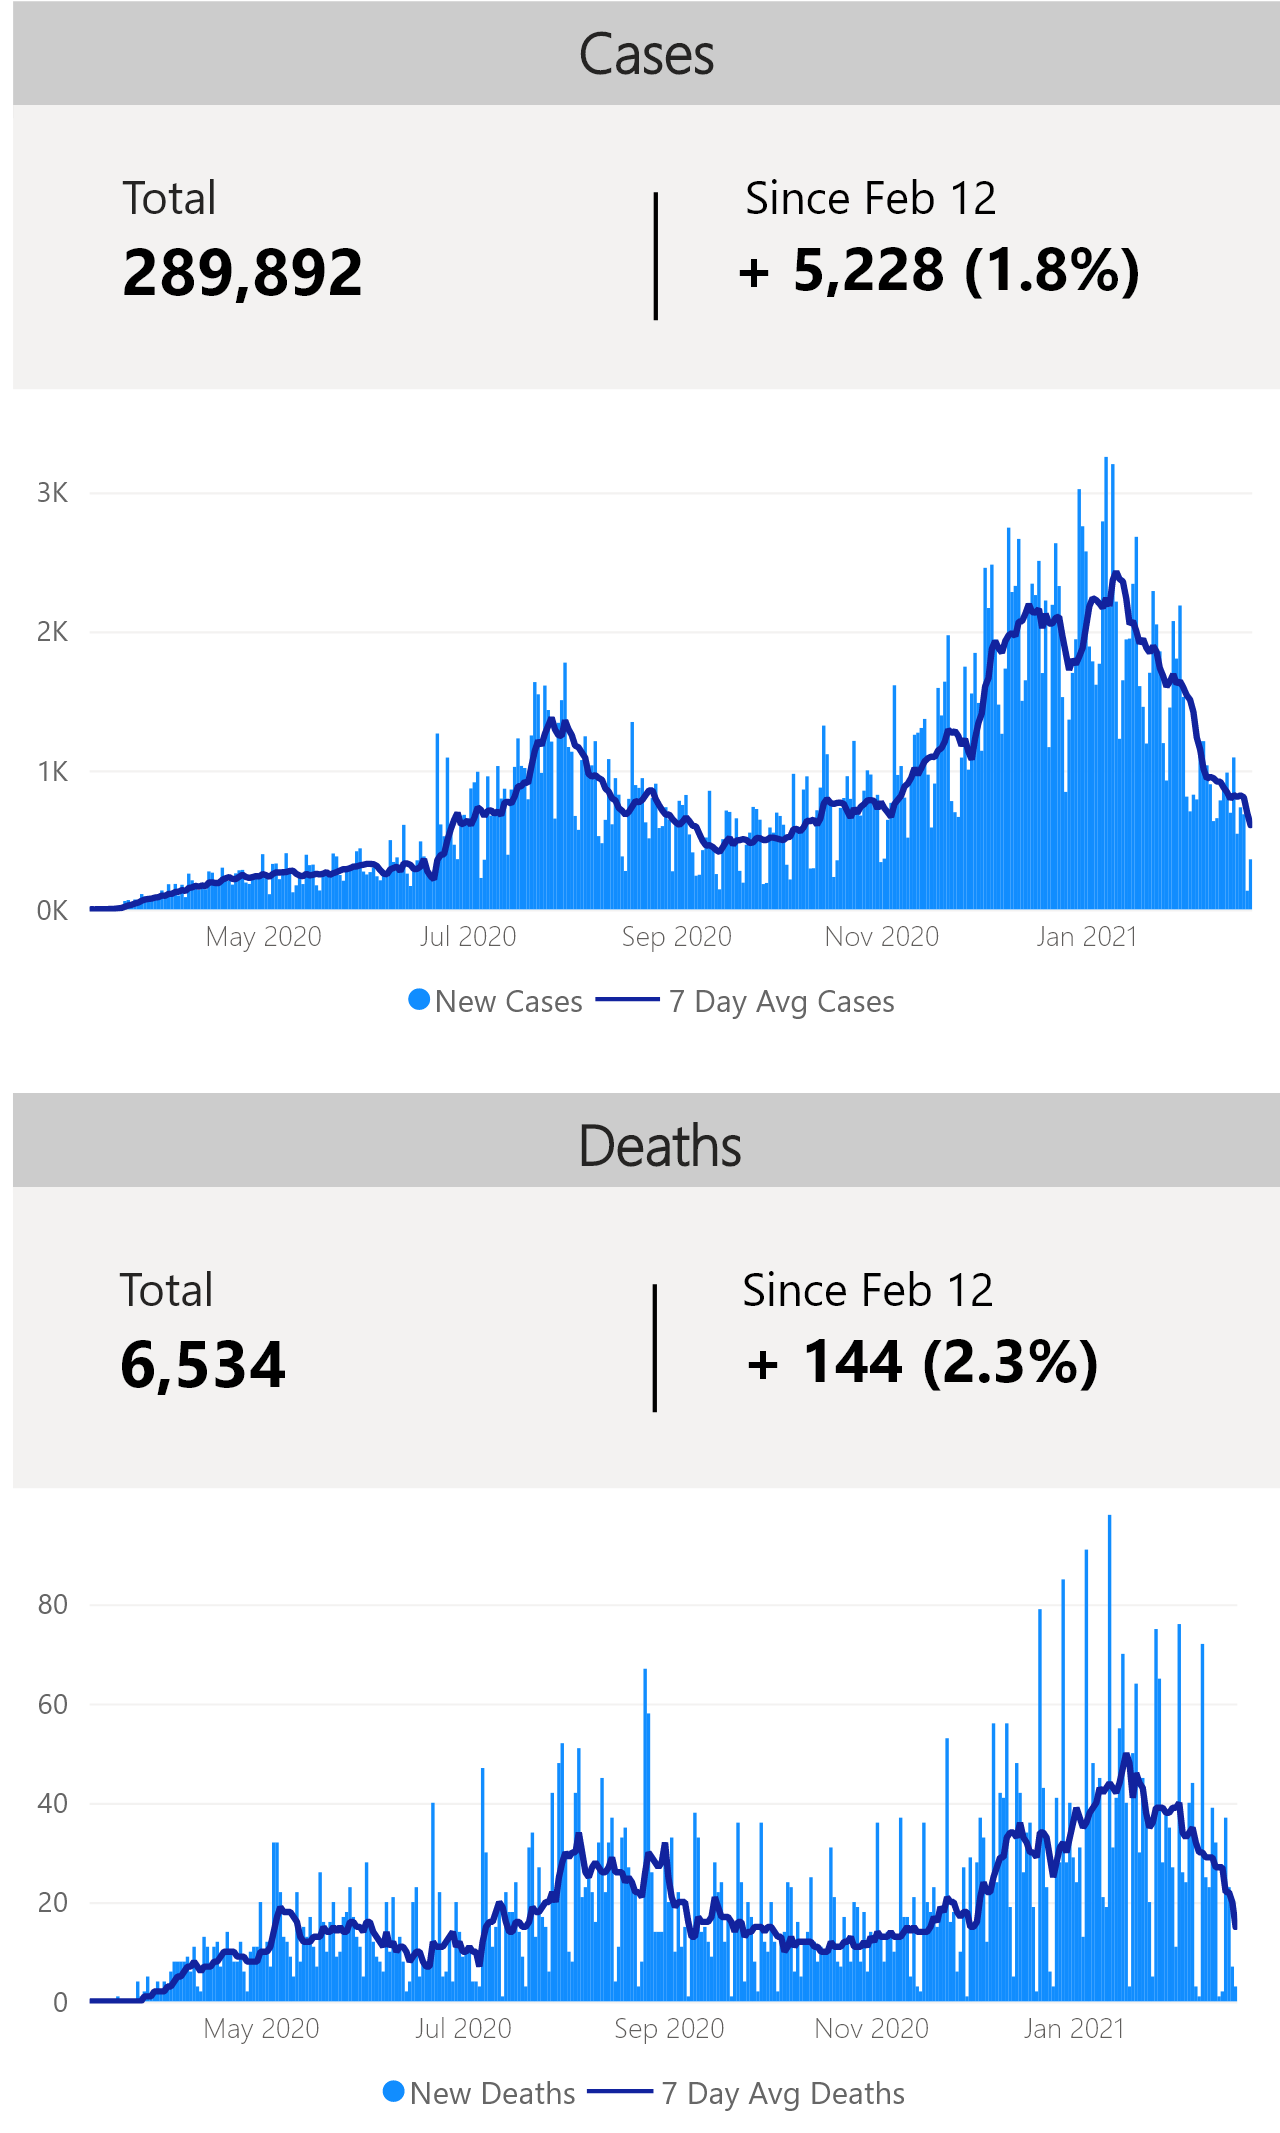 Cases
Total
Since Feb 12
289,892
+ 5,228 (1.8%)
3K
2K
1K
0K
May 2020
Jul 2020
Sep 2020
Nov 2020
Jan 2021
New Cases
7 Day Avg Cases
Deaths
Total
Since Feb 12
6,534
+ 144 (2.3%)
80
60
40
20
0
May 2020
Jul 2020
Sep 2020
Nov 2020
Jan 2021
New Deaths
7 Day Avg Deaths